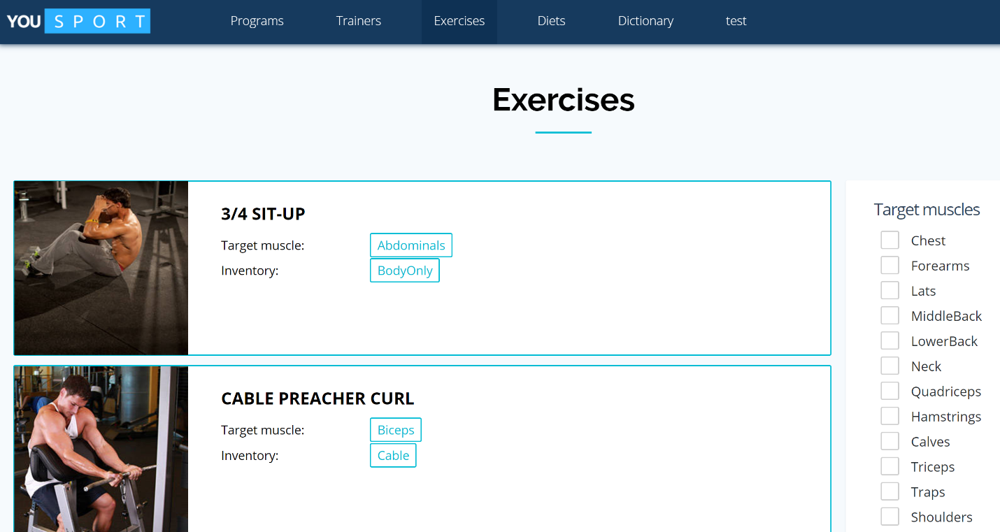 YOU SPORT Programs Trainers Exercises Diets Dictionary test
Exercises
3/4 SIT-UP
Target muscle: Abdominals
Inventory: BodyOnly
CABLE PREACHER CURL
Target muscle: Biceps
Inventory: Cable
Target muscles
Chest
Forearms
Lats
MiddleBack
LowerBack
Neck
Quadriceps
Hamstrings
Calves
Triceps
Traps
Shoulders